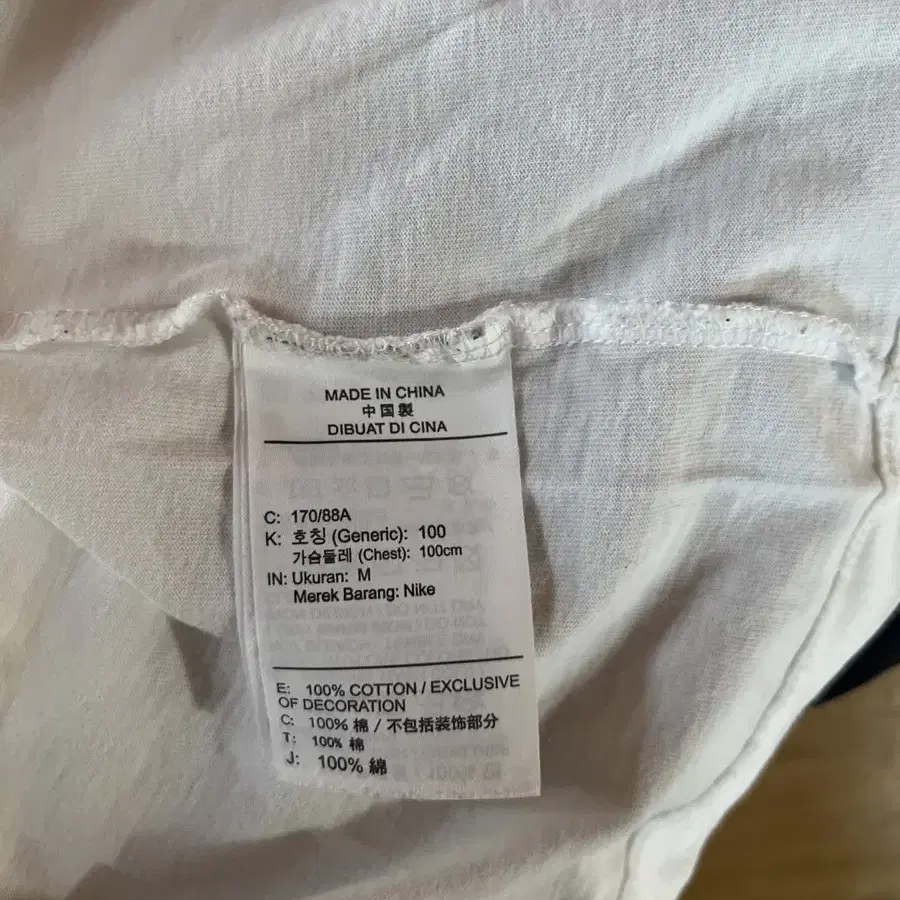 MADE IN CHINA
中国製
DIBUAT DI CINA
C: 170/88A
K: 호칭 (Generic): 100
가슴둘레 (Chest): 100cm
IN: Ukuran: M
Merek Barang: Nike
E: 100% COTTON / EXCLUSIVE
OF DECORATION
C: 100% 棉 / 不包括装饰部分
T: 100% 棉
J: 100% 綿